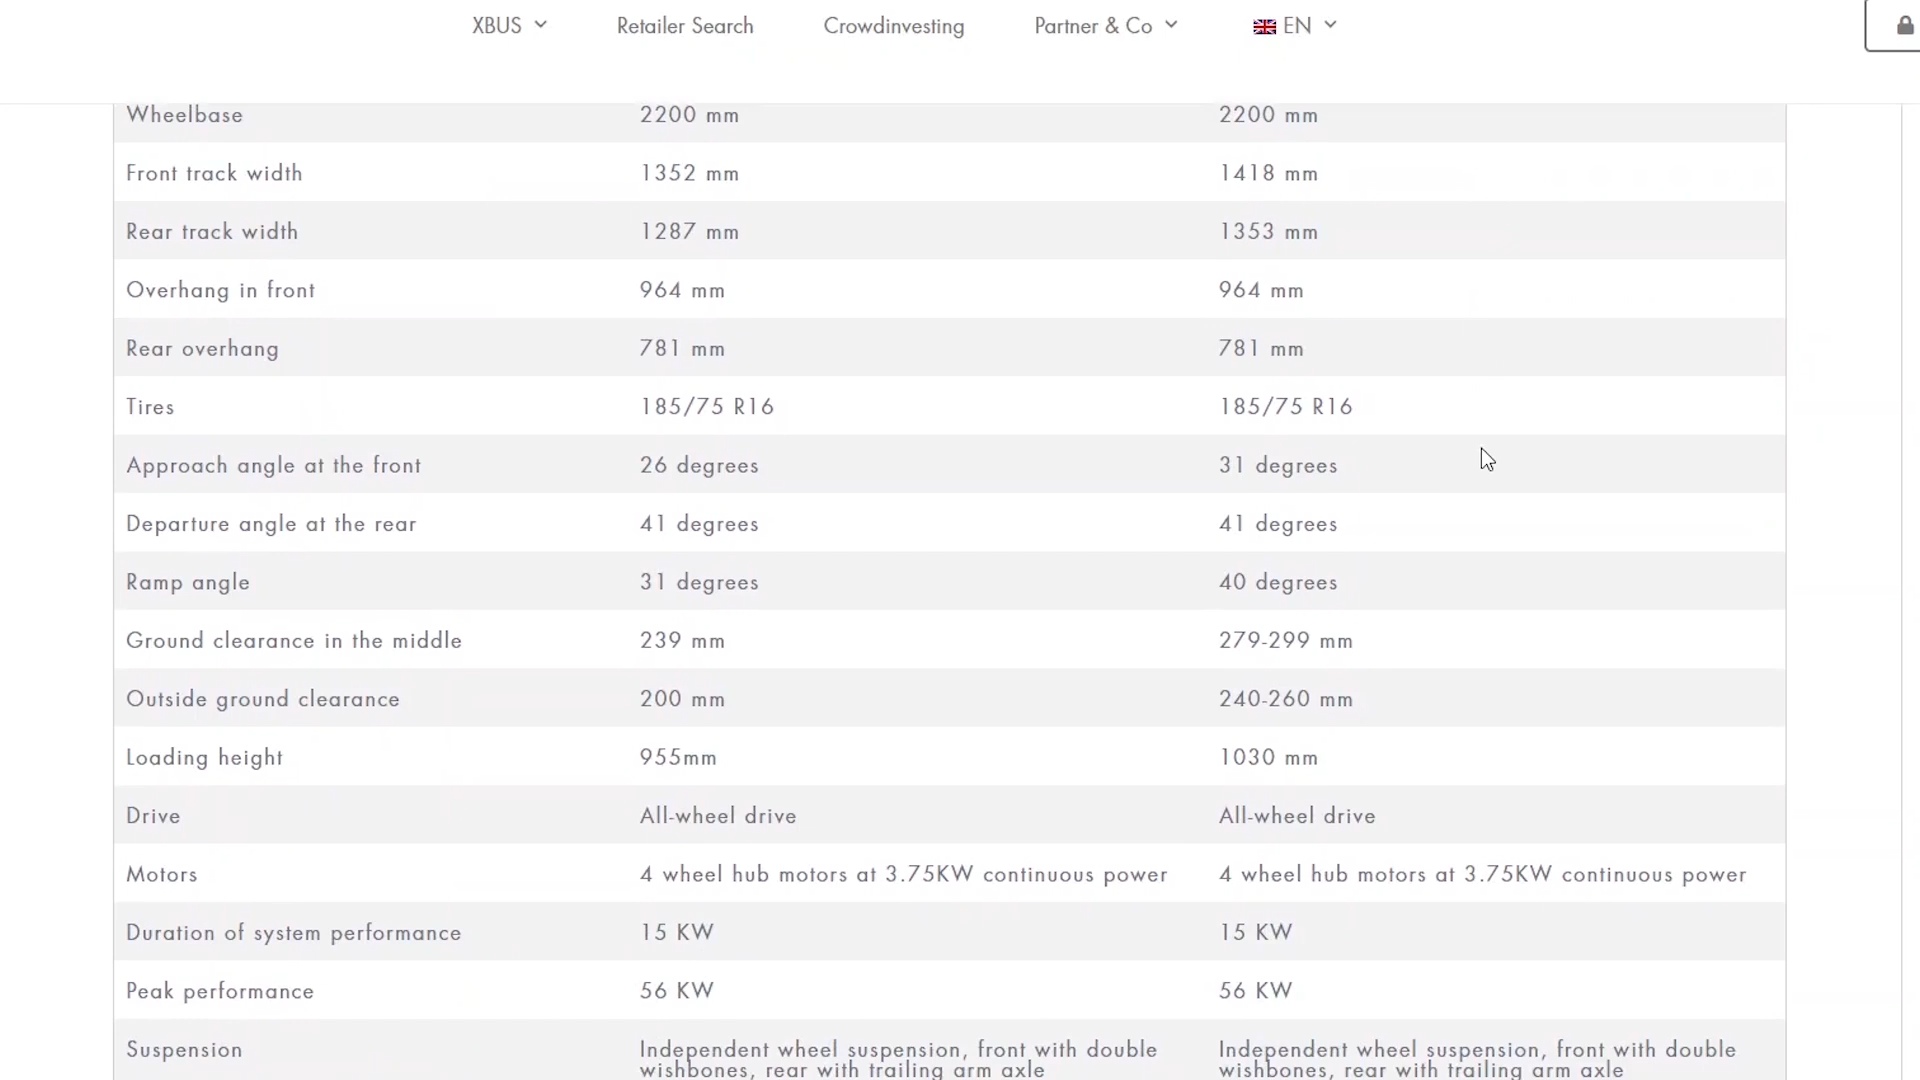 XBUS Retailer Search Crowdinvesting Partner & Co EN
Wheelbase 2200 mm 2200 mm
Front track width 1352 mm 1418 mm
Rear track width 1287 mm 1353 mm
Overhang in front 964 mm 964 mm
Rear overhang 781 mm 781 mm
Tires 185/75 R16 185/75 R16
Approach angle at the front 26 degrees 31 degrees
Departure angle at the rear 41 degrees 41 degrees
Ramp angle 31 degrees 40 degrees
Ground clearance in the middle 239 mm 279-299 mm
Outside ground clearance 200 mm 240-260 mm
Loading height 955mm 1030 mm
Drive All-wheel drive All-wheel drive
Motors 4 wheel hub motors at 3.75KW continuous power 4 wheel hub motors at 3.75KW continuous power
Duration of system performance 15 KW 15 KW
Peak performance 56 KW 56 KW
Suspension Independent wheel suspension, front with double Independent wheel suspension, front with double
wishbones, rear with trailing arm axle wishbones, rear with trailing arm axle